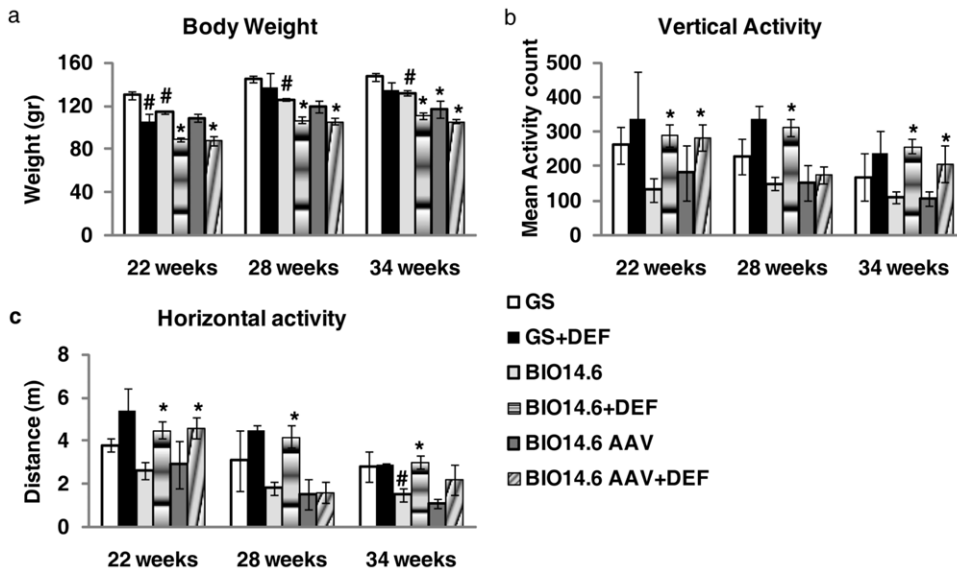 a
Body Weight
Weight (gr)
160
120
80
40
0
# # * *
# * *
# * * *
22 weeks 28 weeks 34 weeks
b
Vertical Activity
Mean Activity count
500
400
300
200
100
0
* *
*
* *
22 weeks 28 weeks 34 weeks
c
Horizontal activity
Distance (m)
8
6
4
2
0
* *
*
# *
22 weeks 28 weeks 34 weeks
GS
GS+DEF
BIO14.6
BIO14.6+DEF
BIO14.6 AAV
BIO14.6 AAV+DEF